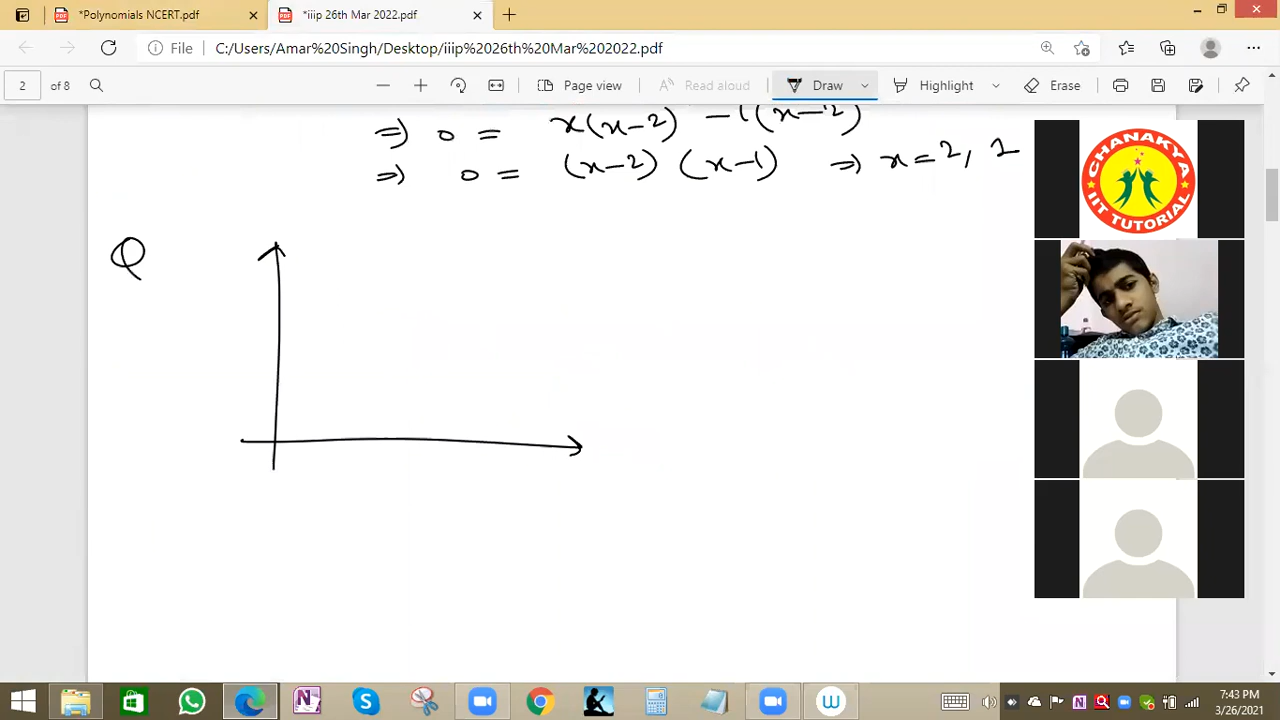 *Polynomials NCERT.pdf
*iiip 26th Mar 2022.pdf
File C:/Users/Amar%20Singh/Desktop/iiip%2026th%20Mar%202022.pdf
2 of 8
Page view
Read aloud
Draw
Highlight
Erase
⇒ 0 = x(x-2) -1(x-2)
⇒ 0 = (x-2) (x-1) ⇒ x=2, 1
Q
CHANAKYA
IIT TUTORIAL
7:43 PM
3/26/2021